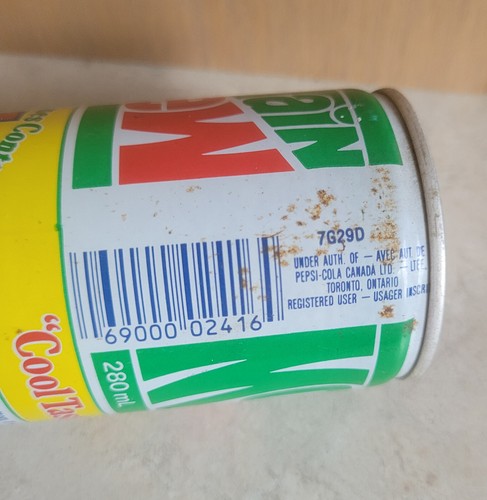 7G29D
UNDER AUTH. OF — AVEC AUT. DE
PEPSI-COLA CANADA LTD. — LTÉE.
TORONTO, ONTARIO
REGISTERED USER — USAGER
69000 02416
"Cool
280 mL